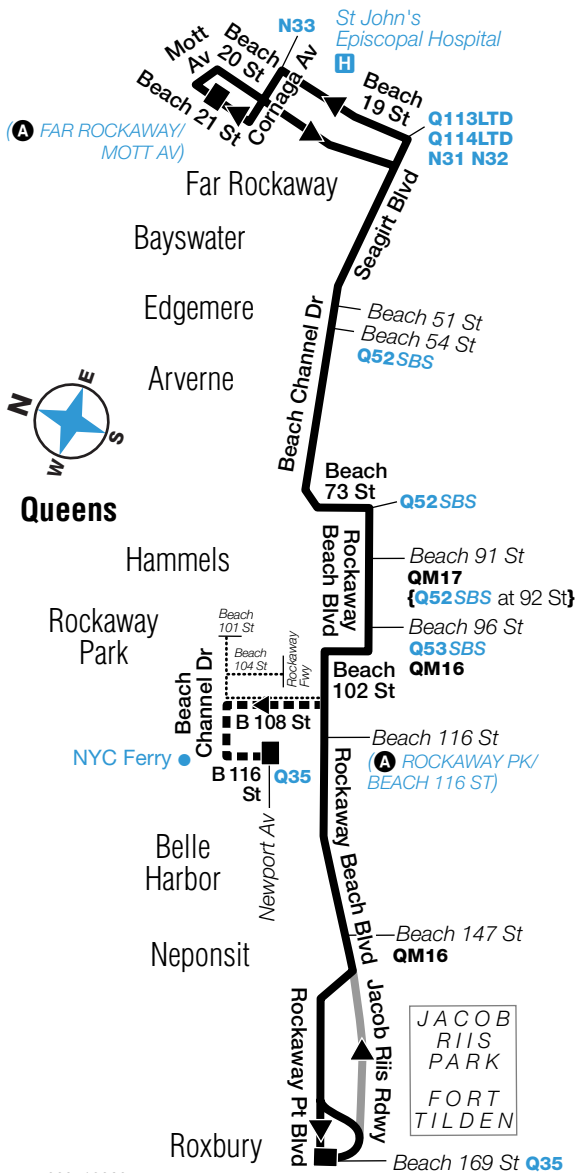 St John's
Episcopal Hospital
H
N33
Mott
Av
Beach
20 St
Cornaga Av
Beach
19 St
Beach 21 St
(A FAR ROCKAWAY/
MOTT AV)
Q113LTD
Q114LTD
N31 N32
Far Rockaway
Seagirt Blvd
Bayswater
Edgemere
Beach 51 St
Beach 54 St
Q52SBS
Beach Channel Dr
Arverne
N
E
S
W
Queens
Beach
73 St
Q52SBS
Rockaway
Beach Blvd
Hammels
Beach 91 St
QM17
{Q52SBS at 92 St}
Rockaway
Park
Beach 96 St
Q53SBS
QM16
Beach
101 St
Beach
104 St
Rockaway
Fwy
Beach
102 St
Beach
Channel Dr
B 108 St
NYC Ferry
B 116
St
Q35
Newport Av
Beach 116 St
(A ROCKAWAY PK/
BEACH 116 ST)
Rockaway Beach Blvd
Belle
Harbor
Neponsit
Beach 147 St
QM16
Rockaway Pt Blvd
Jacob Riis Rdwy
JACOB
RIIS
PARK
FORT
TILDEN
Roxbury
Beach 169 St Q35